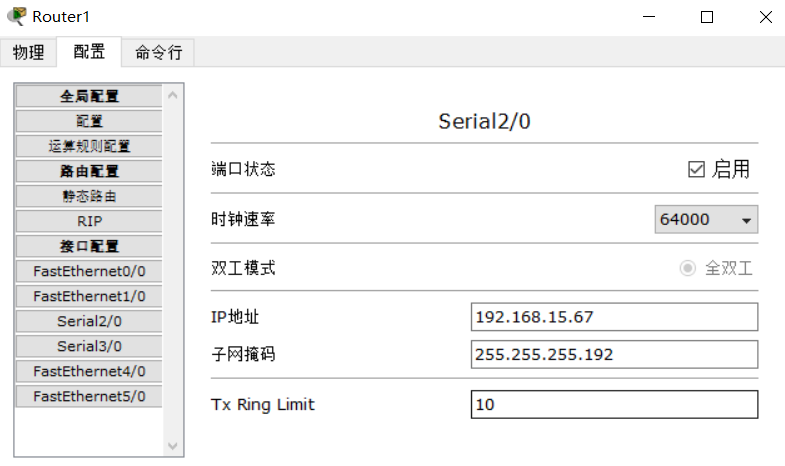 Router1
物理 配置 命令行
全局配置
配置
运算规则配置
路由配置
静态路由
RIP
接口配置
FastEthernet0/0
FastEthernet1/0
Serial2/0
Serial3/0
FastEthernet4/0
FastEthernet5/0
Serial2/0
端口状态 启用
时钟速率 64000
双工模式 全双工
IP地址 192.168.15.67
子网掩码 255.255.255.192
Tx Ring Limit 10